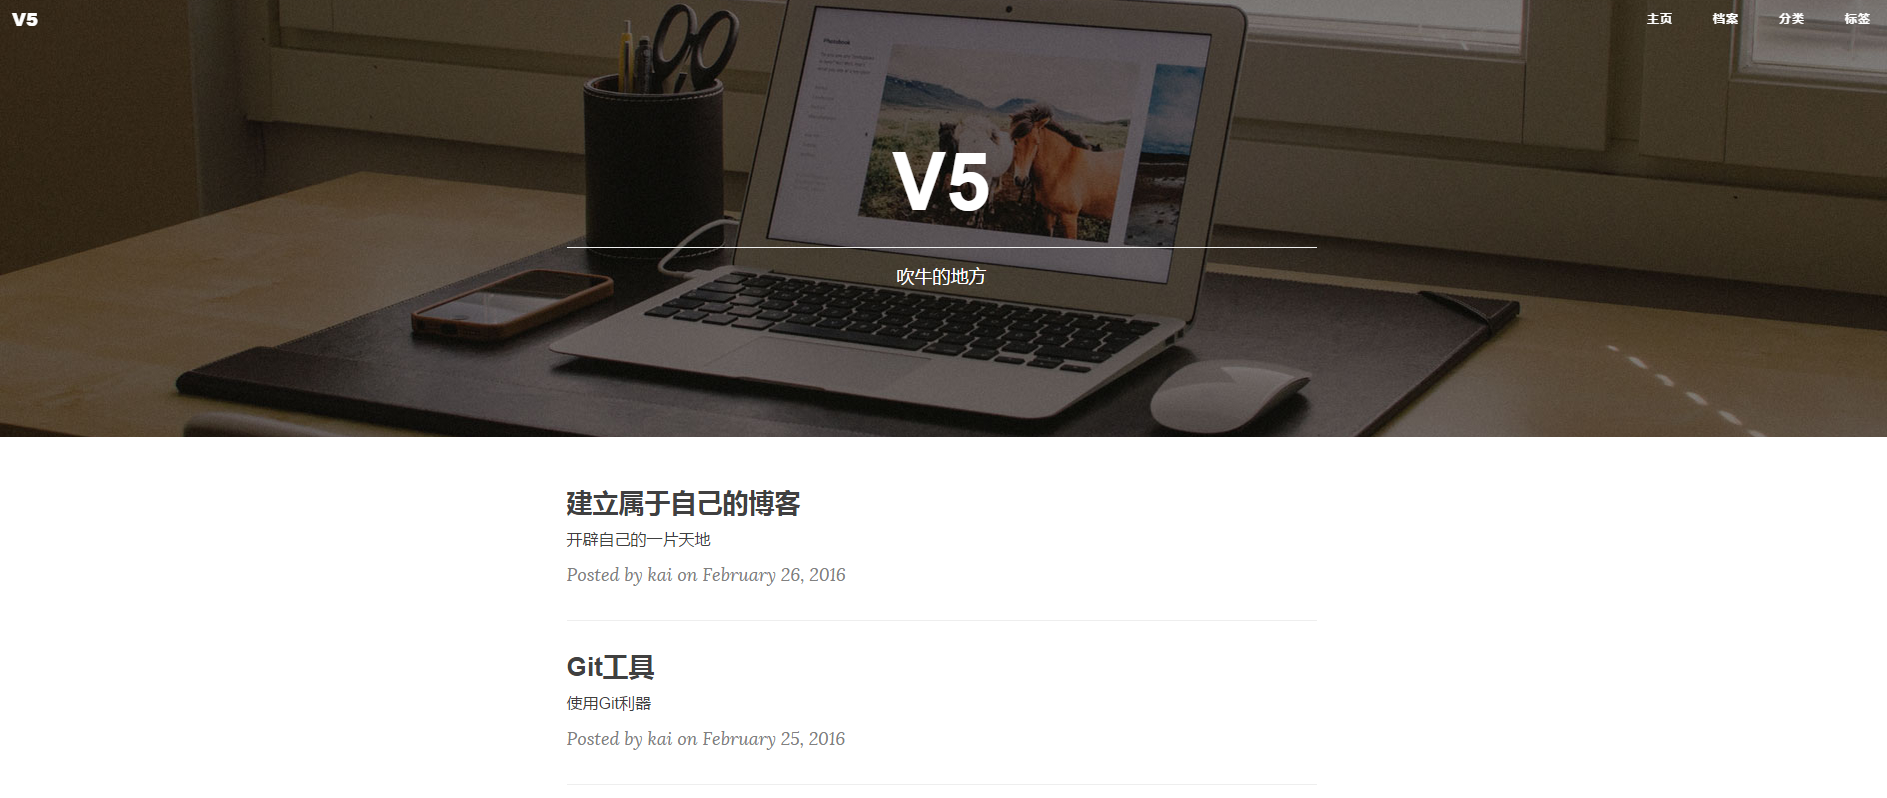 V5
主页 档案 分类 标签
V5
吹牛的地方
建立属于自己的博客
开辟自己的一片天地
Posted by kai on February 26, 2016
Git工具
使用Git利器
Posted by kai on February 25, 2016